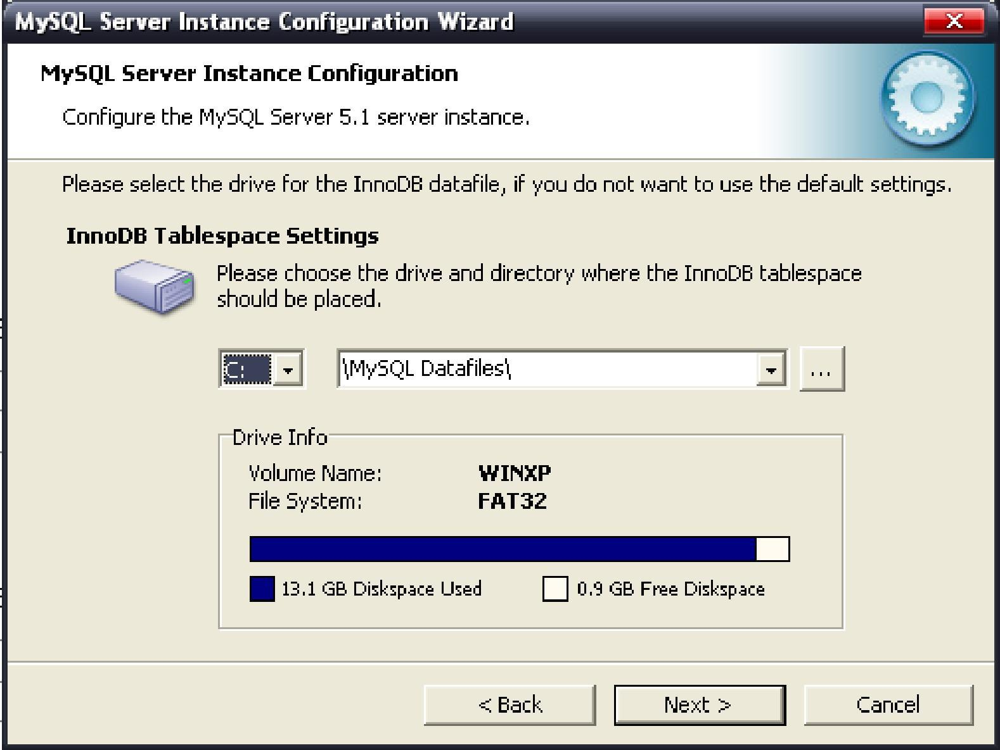 MySQL Server Instance Configuration Wizard
MySQL Server Instance Configuration
Configure the MySQL Server 5.1 server instance.
Please select the drive for the InnoDB datafile, if you do not want to use the default settings.
InnoDB Tablespace Settings
Please choose the drive and directory where the InnoDB tablespace
should be placed.
C: \MySQL Datafiles\ ...
Drive Info
Volume Name: WINXP
File System: FAT32
13.1 GB Diskspace Used 0.9 GB Free Diskspace
< Back Next > Cancel